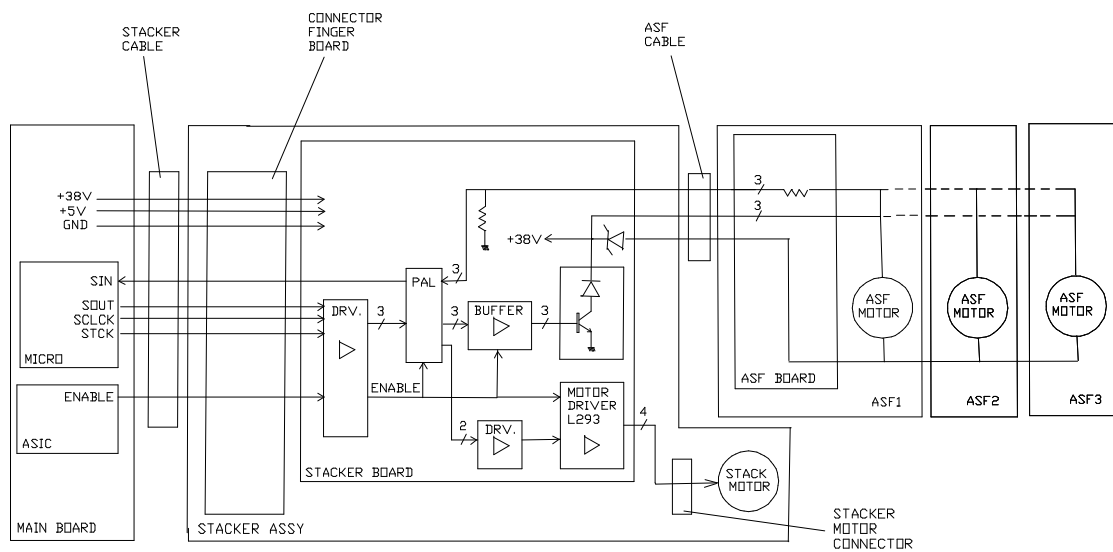 STACKER
CABLE
CONNECTOR
FINGER
BOARD
ASF
CABLE
+38V
+5V
GND
3
3
+38V
SIN
PAL
3
SOUT
SCLCK
STCK
DRV.
3
3
BUFFER
3
ASF
MOTOR
ASF
MOTOR
ASF
MOTOR
MICRO
ENABLE
ENABLE
MOTOR
DRIVER
L293
4
ASF BOARD
ASF1
ASF2
ASF3
ASIC
2
DRV.
STACKER BOARD
STACK
MOTOR
MAIN BOARD
STACKER ASSY
STACKER
MOTOR
CONNECTOR